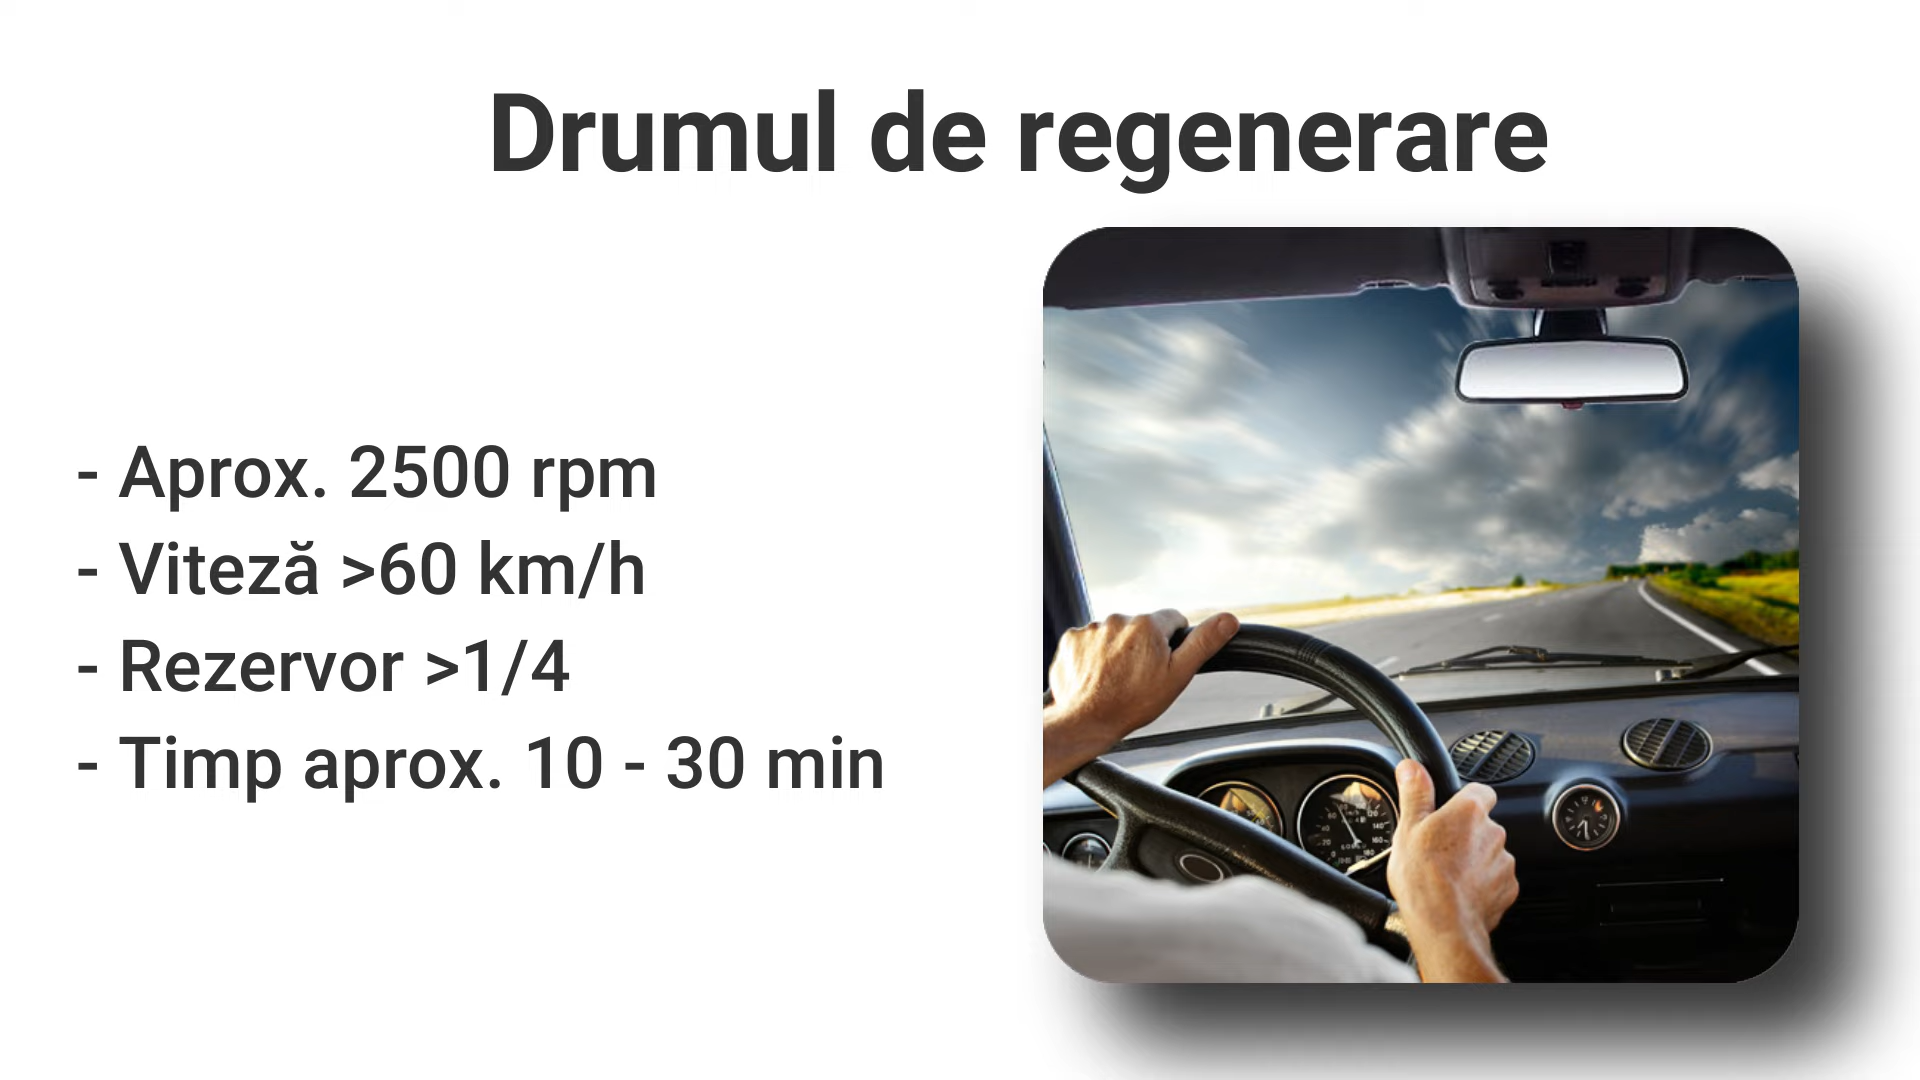 Drumul de regenerare
- Aprox. 2500 rpm
- Viteză >60 km/h
- Rezervor >1/4
- Timp aprox. 10 - 30 min